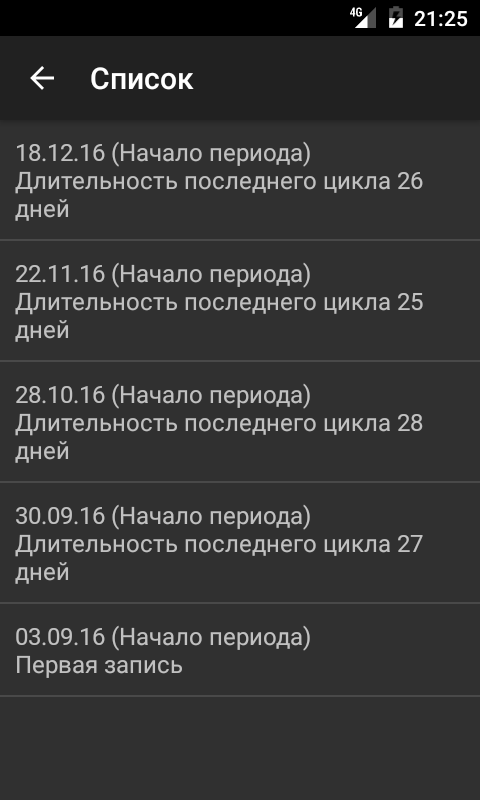 4G 21:25
Список
18.12.16 (Начало периода)
Длительность последнего цикла 26
дней
22.11.16 (Начало периода)
Длительность последнего цикла 25
дней
28.10.16 (Начало периода)
Длительность последнего цикла 28
дней
30.09.16 (Начало периода)
Длительность последнего цикла 27
дней
03.09.16 (Начало периода)
Первая запись